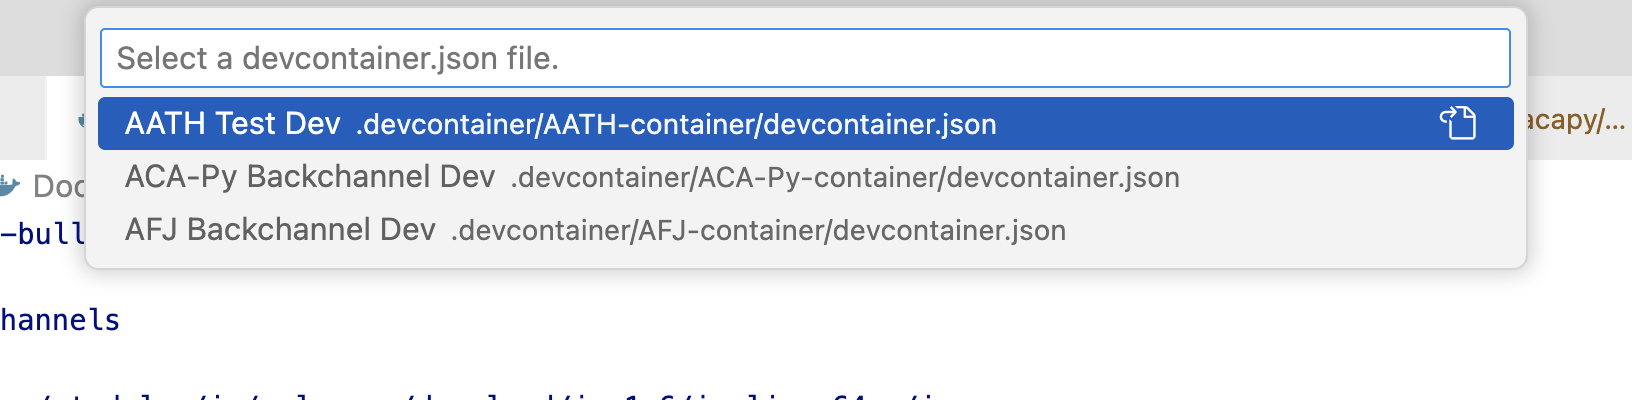 Select a devcontainer.json file.
AATH Test Dev .devcontainer/AATH-container/devcontainer.json
acapy/...
ACA-Py Backchannel Dev .devcontainer/ACA-Py-container/devcontainer.json
Doc
AFJ Backchannel Dev .devcontainer/AFJ-container/devcontainer.json
-bull
hannels